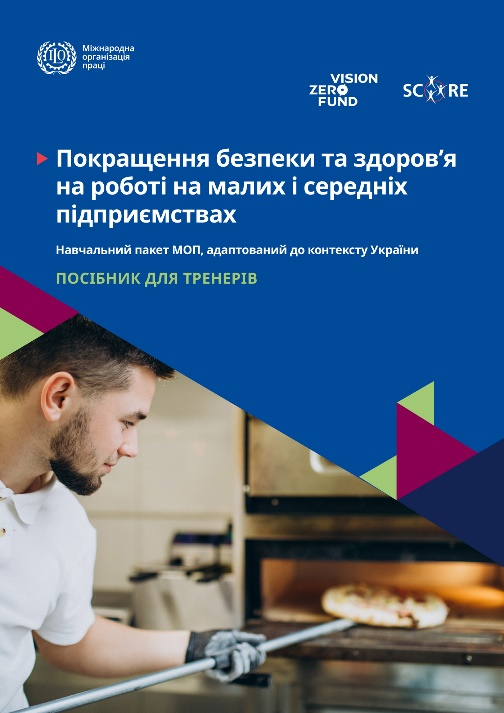 Міжнародна
організація
праці
VISION
ZERO
FUND
SCORE
Покращення безпеки та здоров’я
на роботі на малих і середніх
підприємствах
Навчальний пакет МОП, адаптований до контексту України
ПОСІБНИК ДЛЯ ТРЕНЕРІВ